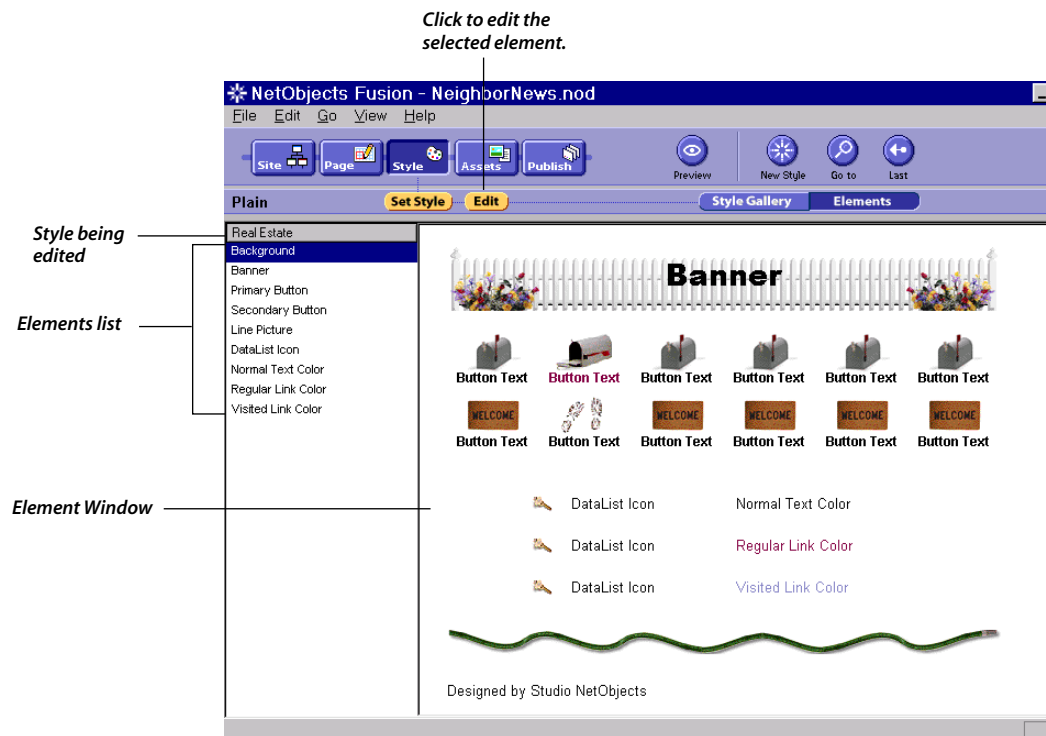 Click to edit the
selected element.
NetObjects Fusion - NeighborNews.nod
File Edit Go View Help
Site Page Style Assets Publish Preview New Style Go to Last
Plain Set Style Edit Style Gallery Elements
Style being
edited
Real Estate
Elements list
Background
Banner
Primary Button
Secondary Button
Line Picture
DataList Icon
Normal Text Color
Regular Link Color
Visited Link Color
Element Window
Banner
Button Text Button Text Button Text Button Text Button Text Button Text
WELCOME WELCOME WELCOME WELCOME WELCOME
Button Text Button Text Button Text Button Text Button Text Button Text
DataList Icon Normal Text Color
DataList Icon Regular Link Color
DataList Icon Visited Link Color
Designed by Studio NetObjects